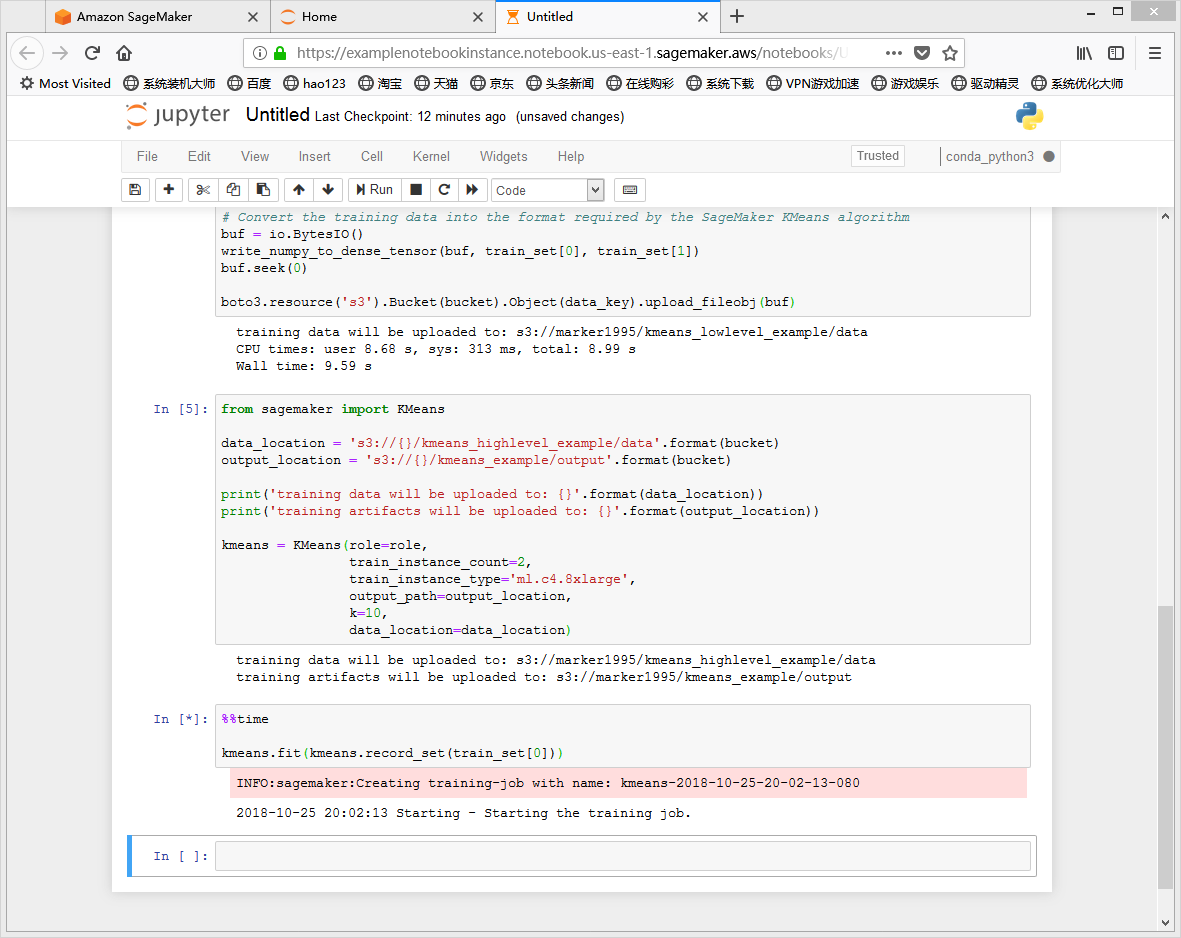 Amazon SageMaker
Home
Untitled
https://examplenotebookinstance.notebook.us-east-1.sagemaker.aws/notebooks/U
Most Visited 系统装机大师 百度 hao123 淘宝 天猫 京东 头条新闻 在线购彩 系统下载 VPN游戏加速 游戏娱乐 驱动精灵 系统优化大师
jupyter Untitled Last Checkpoint: 12 minutes ago (unsaved changes)
File Edit View Insert Cell Kernel Widgets Help Trusted conda_python3
Run Code
# Convert the training data into the format required by the SageMaker KMeans algorithm
buf = io.BytesIO()
write_numpy_to_dense_tensor(buf, train_set[0], train_set[1])
buf.seek(0)
boto3.resource('s3').Bucket(bucket).Object(data_key).upload_fileobj(buf)
training data will be uploaded to: s3://marker1995/kmeans_lowlevel_example/data
CPU times: user 8.68 s, sys: 313 ms, total: 8.99 s
Wall time: 9.59 s
In [5]: from sagemaker import KMeans
data_location = 's3://{}/kmeans_highlevel_example/data'.format(bucket)
output_location = 's3://{}/kmeans_example/output'.format(bucket)
print('training data will be uploaded to: {}'.format(data_location))
print('training artifacts will be uploaded to: {}'.format(output_location))
kmeans = KMeans(role=role,
train_instance_count=2,
train_instance_type='ml.c4.8xlarge',
output_path=output_location,
k=10,
data_location=data_location)
training data will be uploaded to: s3://marker1995/kmeans_highlevel_example/data
training artifacts will be uploaded to: s3://marker1995/kmeans_example/output
In [*]: %%time
kmeans.fit(kmeans.record_set(train_set[0]))
INFO:sagemaker:Creating training-job with name: kmeans-2018-10-25-20-02-13-080
2018-10-25 20:02:13 Starting - Starting the training job.
In [ ]: